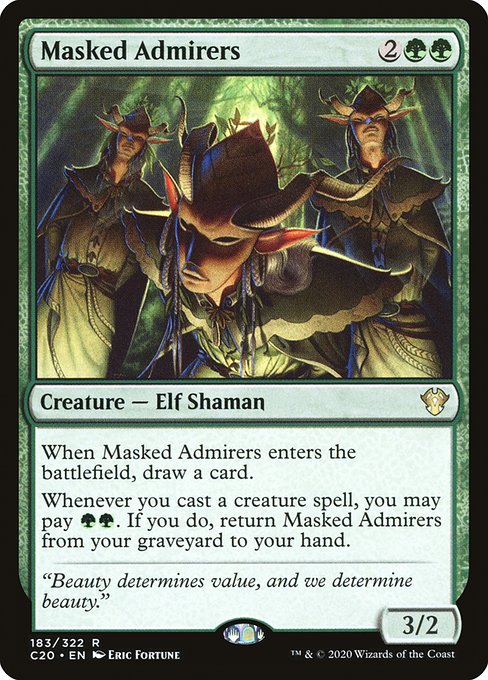 Masked Admirers 2
Creature — Elf Shaman
When Masked Admirers enters the
battlefield, draw a card.
Whenever you cast a creature spell, you may
pay . If you do, return Masked Admirers
from your graveyard to your hand.
“Beauty determines value, and we determine
beauty.”
3/2
183/322 R
C20 • EN Eric Fortune
™ & © 2020 Wizards of the Coast